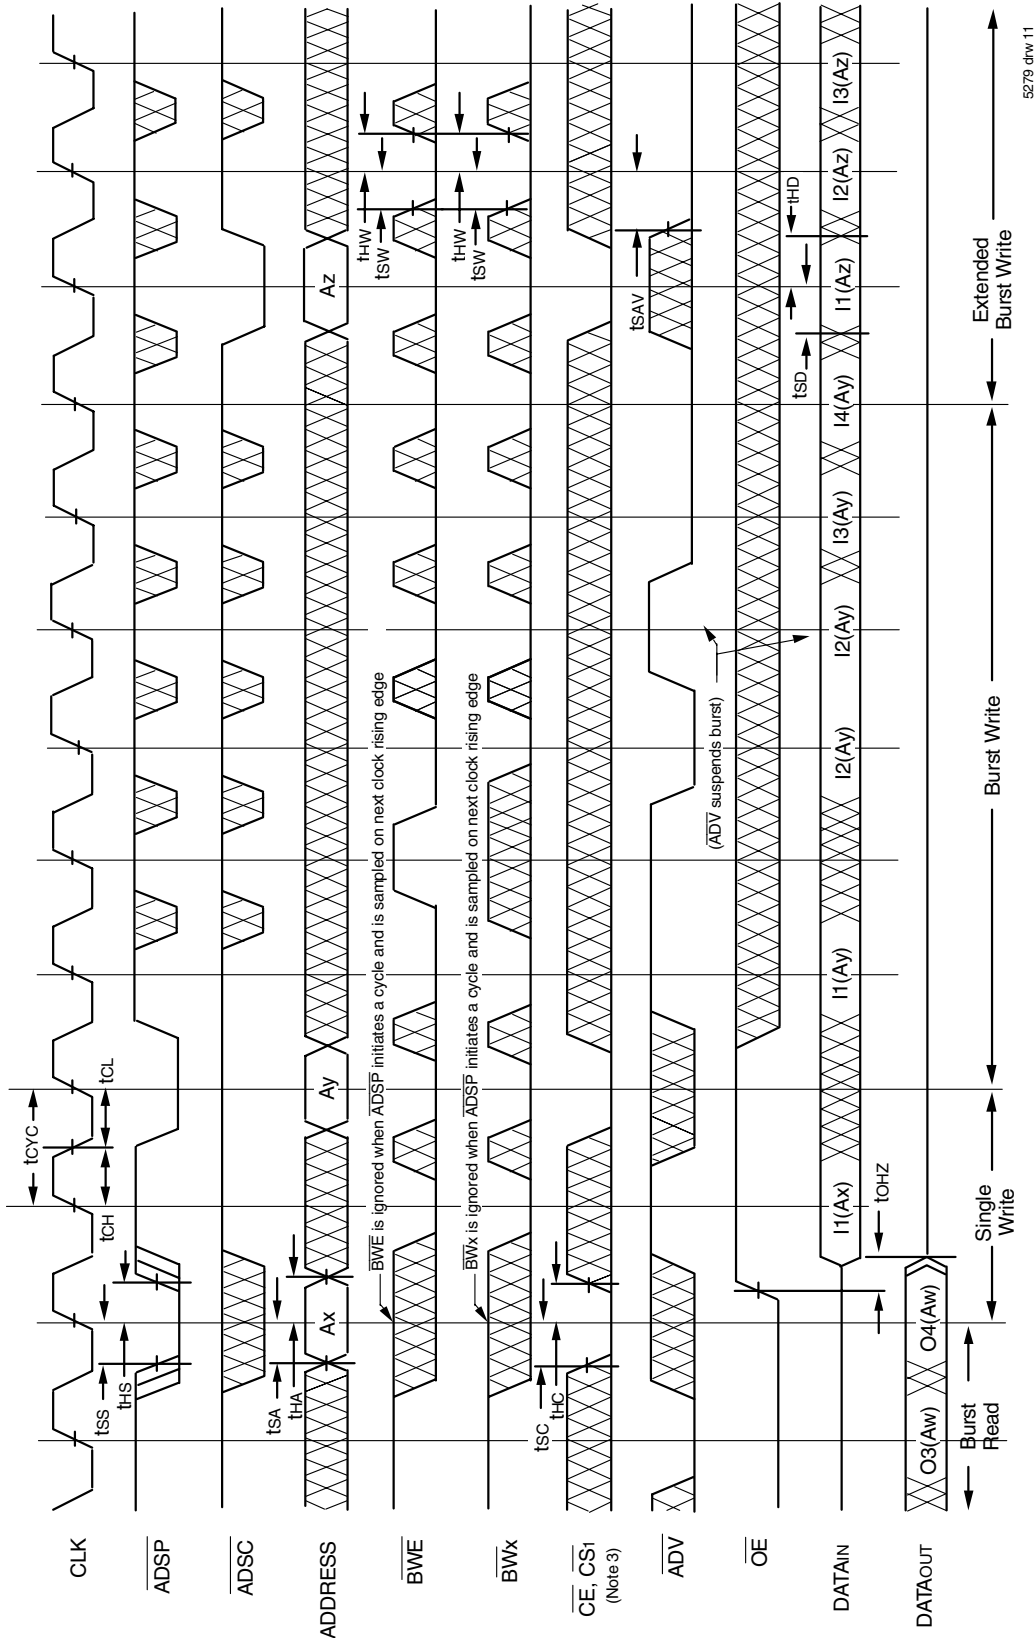 CLK
tCYC
tCH
tCL
ADSP
tSS
tHS
ADSC
ADDRESS
tSA
tHA
Ax
Ay
Az
BWE
BWE is ignored when ADSP initiates a cycle and is sampled on next clock rising edge
tHW
tSW
BWx
BWx is ignored when ADSP initiates a cycle and is sampled on next clock rising edge
tHW
tSW
CE, CS1
(Note 3)
tSC
tHC
ADV
tSAV
(ADV suspends burst)
OE
DATAIN
I1(Ax)
I1(Ay)
I2(Ay)
I2(Ay)
I3(Ay)
I4(Ay)
I1(Az)
I2(Az)
I3(Az)
tSD
tHD
tOHZ
DATAOUT
O3(Aw)
O4(Aw)
Burst
Read
Single
Write
Burst Write
Extended
Burst Write
5279 drw 11